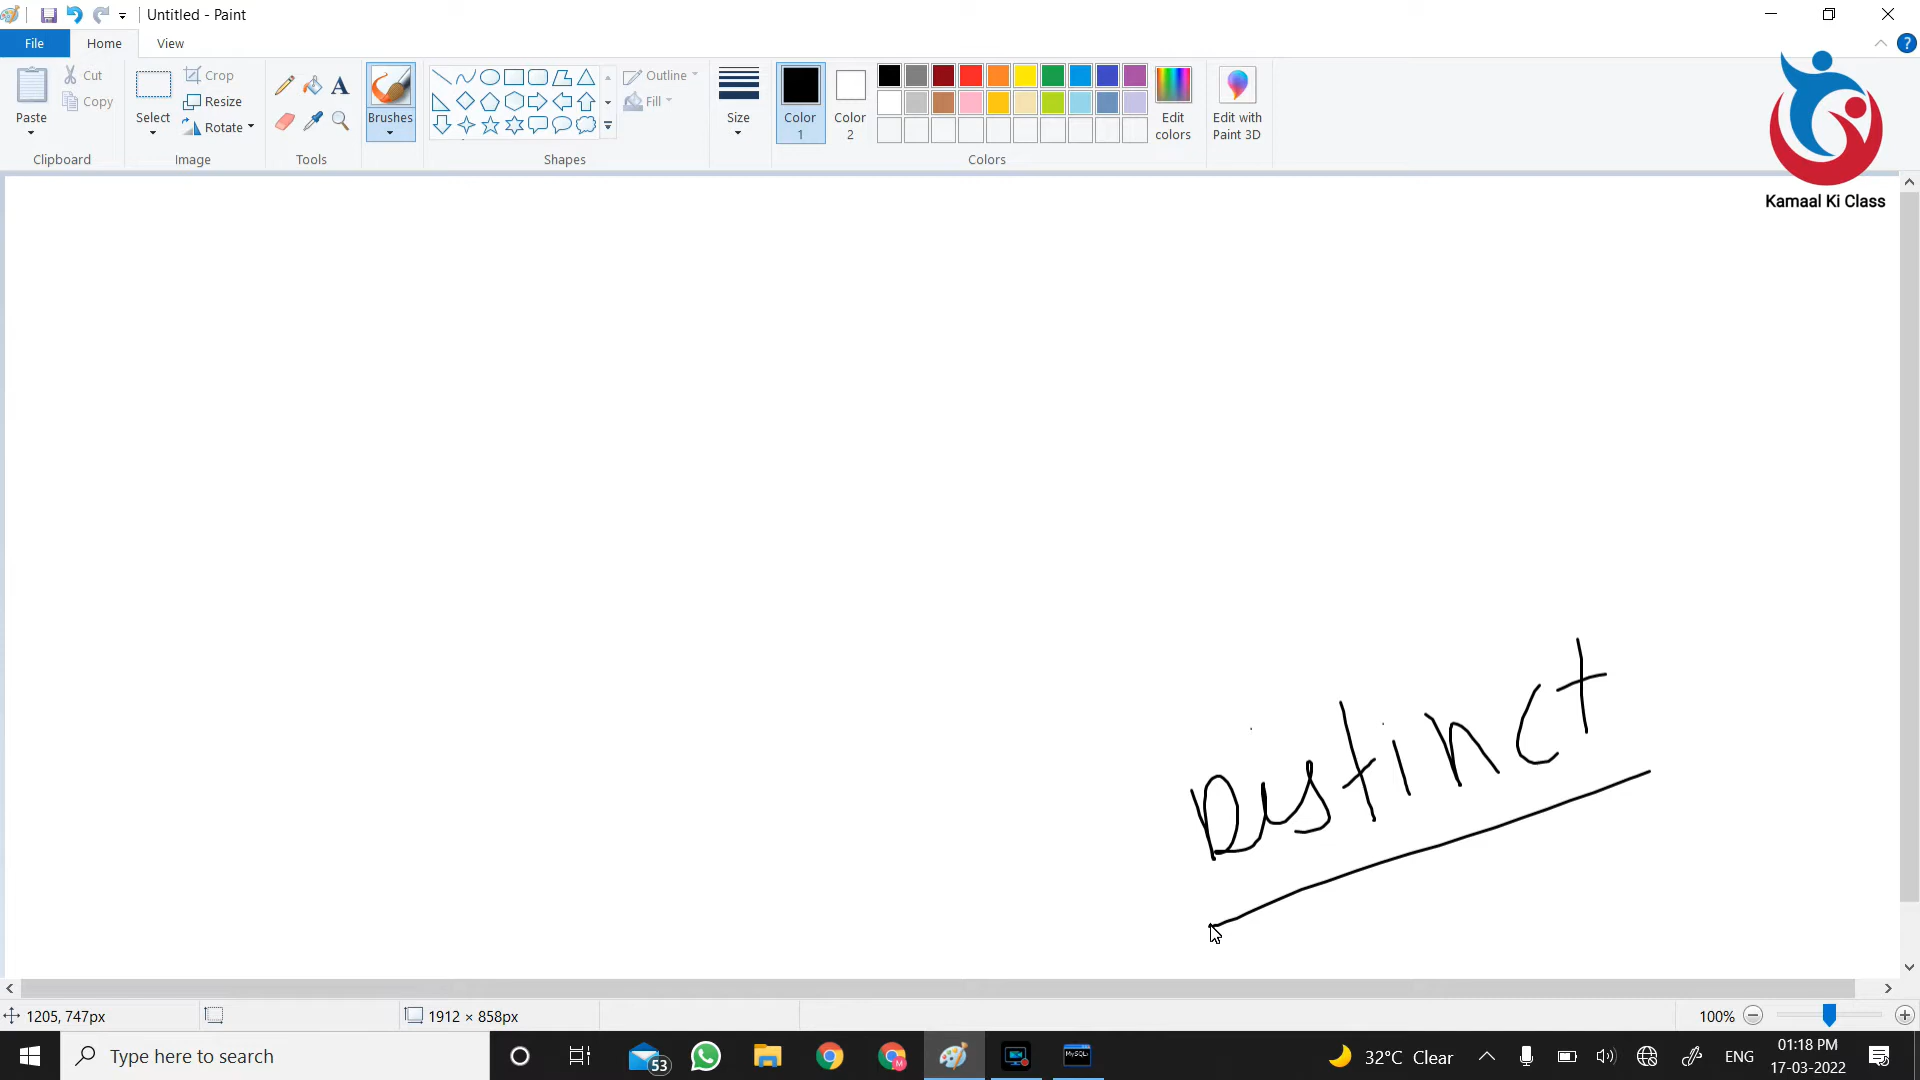 Untitled - Paint
File Home View
Paste
Cut
Copy
Clipboard
Select
Crop
Resize
Rotate
Image
Tools
Brushes
Shapes
Outline
Fill
Size
Color 1
Color 2
Colors
Edit colors
Edit with Paint 3D
Kamaal Ki Class
Distinct
1205, 747px
1912 × 858px
100%
Type here to search
53
MySQL
32°C Clear
ENG
01:18 PM
17-03-2022